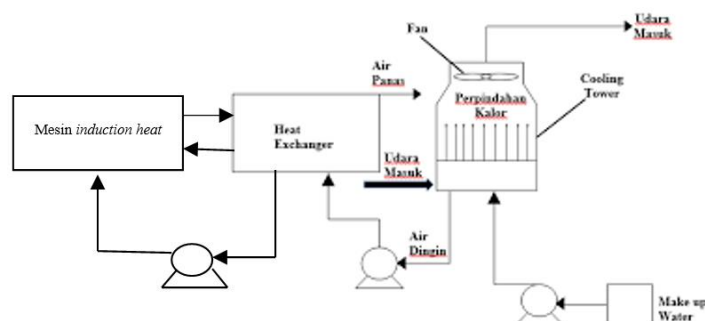 Fan
Udara
Masuk
Air
Panas
Cooling
Tower
Perpindahan
Kalor
Mesin induction heat
Heat
Exchanger
Udara
Masuk
Air
Dingin
Make up
Water